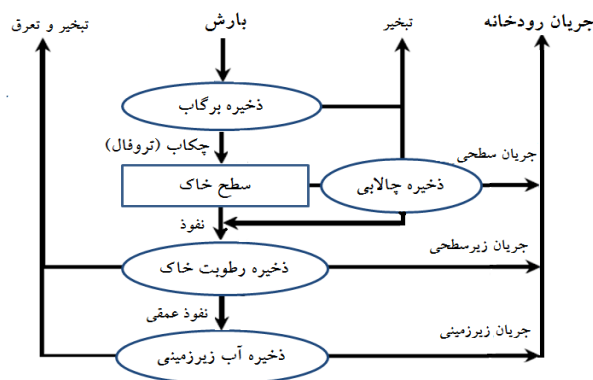 جریان رودخانه
تبخیر
بارش
تبخیر و تعرق
ذخیره برگاب
چکاب (تروفال)
جریان سطحی
سطح خاک
ذخیره چالابی
نفوذ
جریان زیرسطحی
ذخیره رطوبت خاک
نفوذ عمقی
جریان زیرزمینی
ذخیره آب زیرزمینی